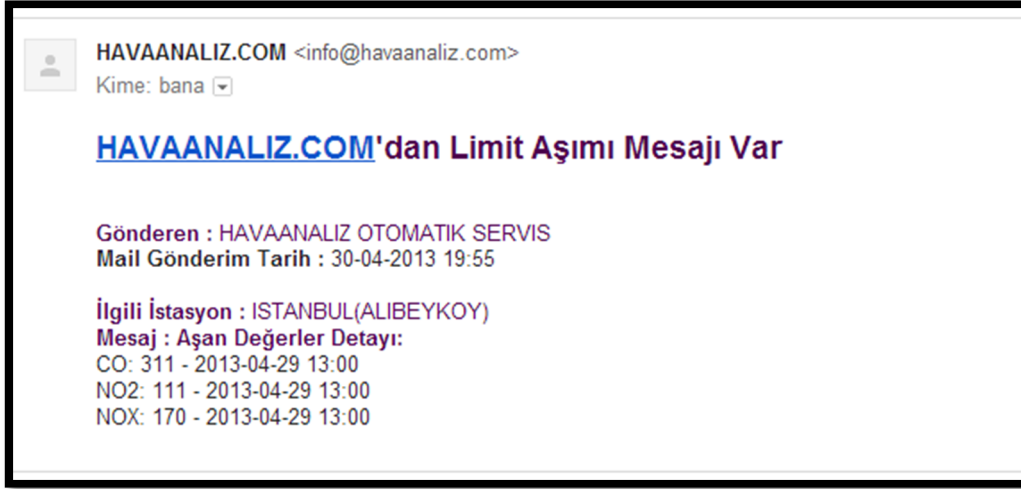 HAVAANALIZ.COM <info@havaanaliz.com>
Kime: bana
HAVAANALIZ.COM'dan Limit Aşımı Mesajı Var
Gönderen : HAVAANALIZ OTOMATIK SERVIS
Mail Gönderim Tarih : 30-04-2013 19:55
İlgili İstasyon : ISTANBUL(ALIBEYKOY)
Mesaj : Aşan Değerler Detayı:
CO: 311 - 2013-04-29 13:00
NO2: 111 - 2013-04-29 13:00
NOX: 170 - 2013-04-29 13:00